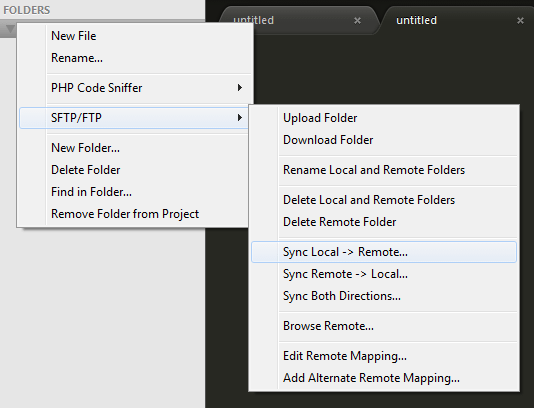 FOLDERS
untitled
untitled
New File
Rename...
PHP Code Sniffer
SFTP/FTP
New Folder...
Delete Folder
Find in Folder...
Remove Folder from Project
Upload Folder
Download Folder
Rename Local and Remote Folders
Delete Local and Remote Folders
Delete Remote Folder
Sync Local -> Remote...
Sync Remote -> Local...
Sync Both Directions...
Browse Remote...
Edit Remote Mapping...
Add Alternate Remote Mapping...